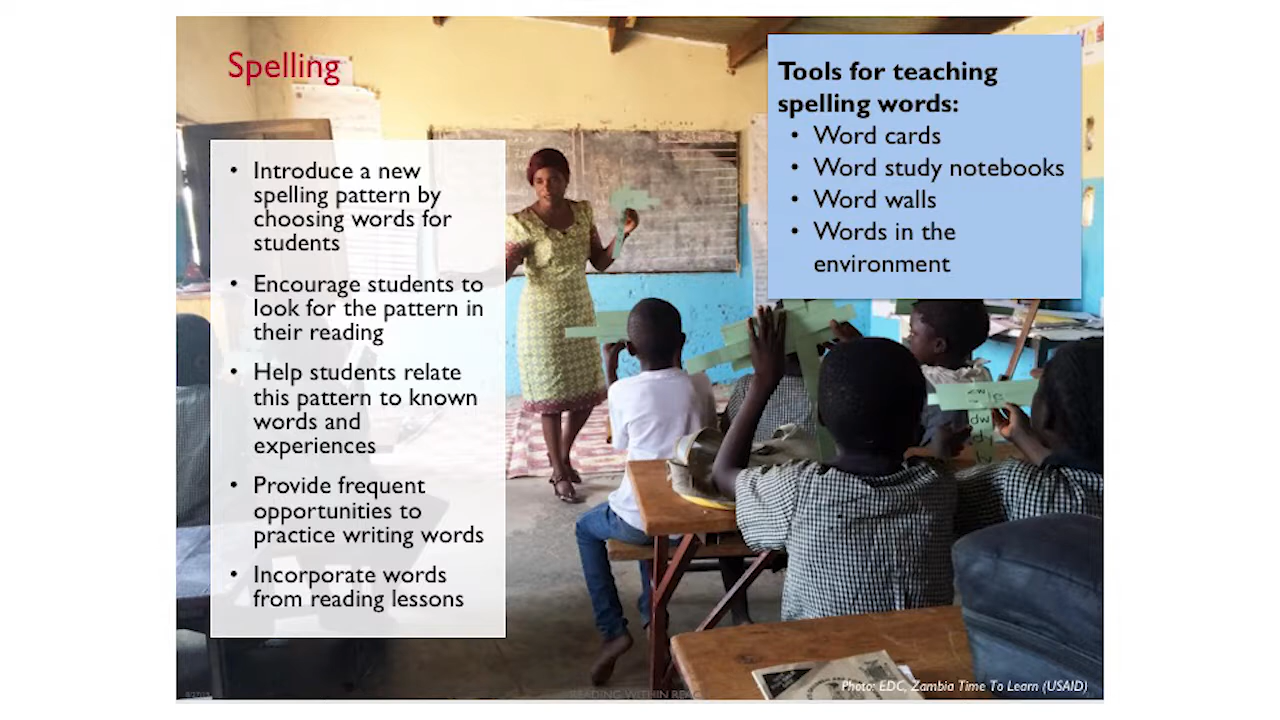 Spelling
• Introduce a new
spelling pattern by
choosing words for
students
• Encourage students to
look for the pattern in
their reading
• Help students relate
this pattern to known
words and
experiences
• Provide frequent
opportunities to
practice writing words
• Incorporate words
from reading lessons
Tools for teaching
spelling words:
• Word cards
• Word study notebooks
• Word walls
• Words in the
environment
READING WITHIN REAC
Photo: EDC, Zambia Time To Learn (USAID)